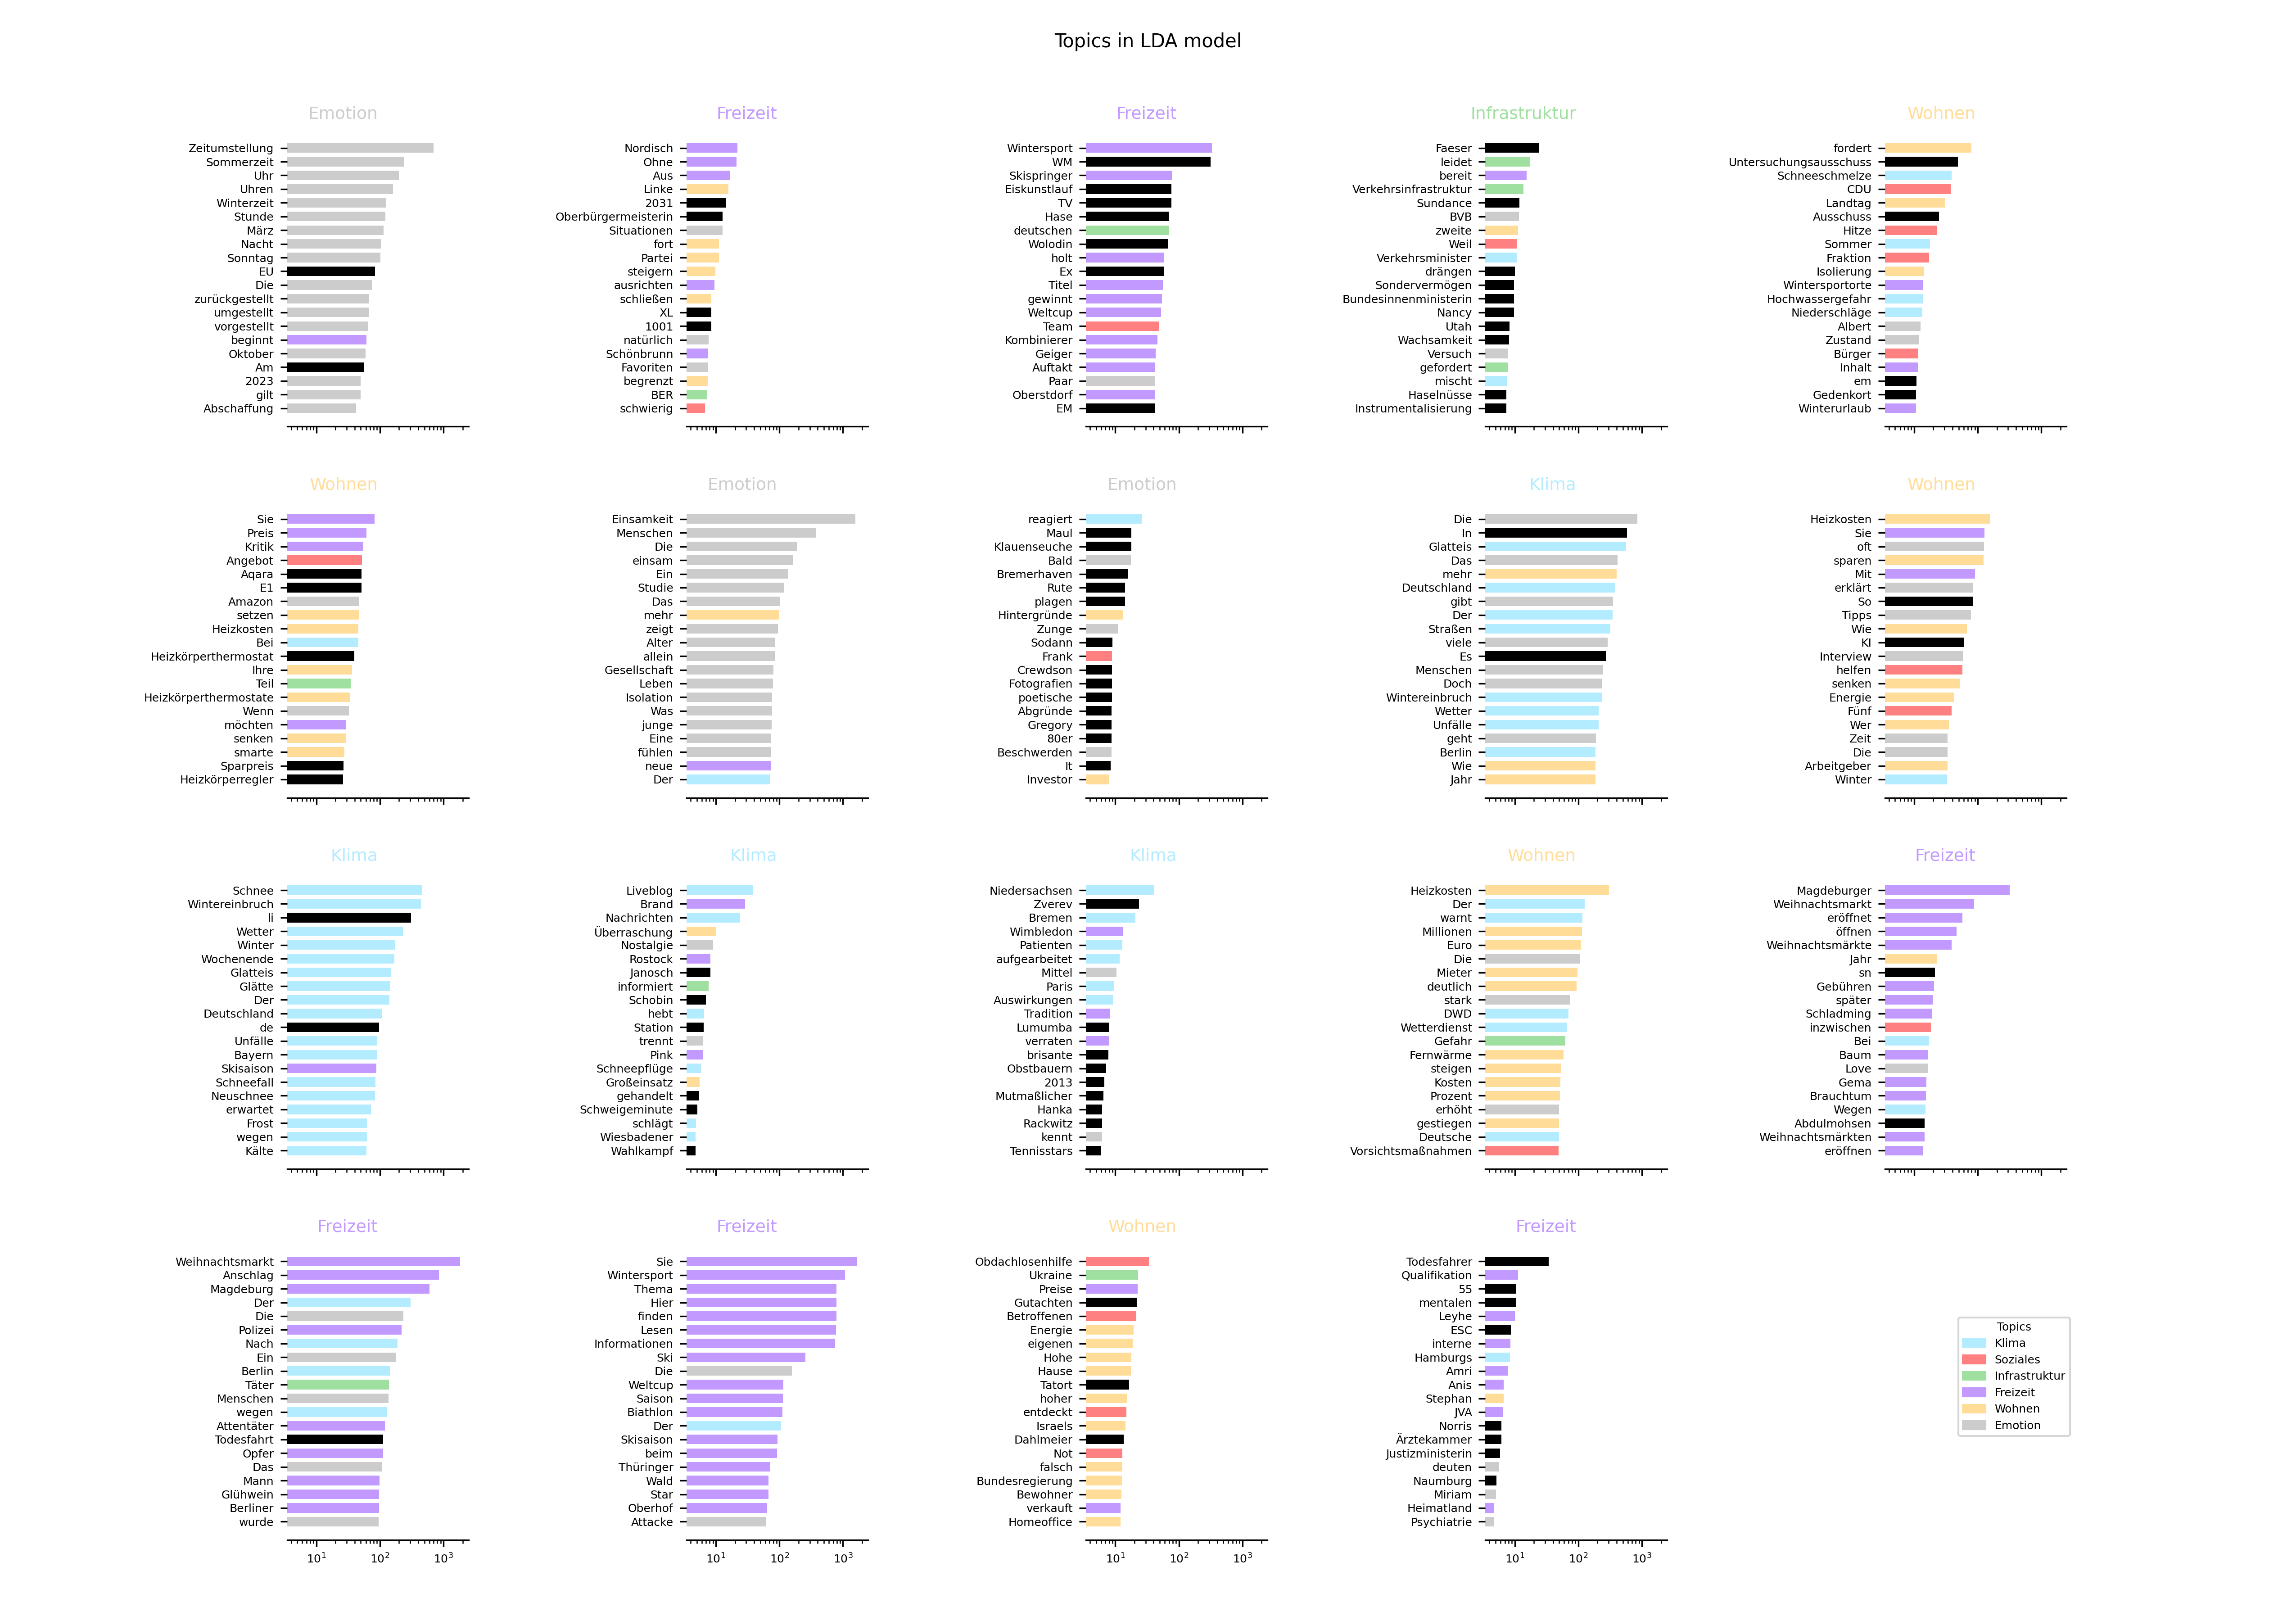 Topics in LDA model
Emotion
Zeitumstellung
Sommerzeit
Uhr
Uhren
Winterzeit
Stunde
März
Nacht
Sonntag
EU
Die
zurückgestellt
umgestellt
vorgestellt
beginnt
Oktober
Am
2023
gilt
Abschaffung
Freizeit
Nordisch
Ohne
Aus
Linke
2031
Oberbürgermeisterin
Situationen
fort
Partei
steigern
ausrichten
schließen
XL
1001
natürlich
Schönbrunn
Favoriten
begrenzt
BER
schwierig
Freizeit
Wintersport
WM
Skispringer
Eiskunstlauf
TV
Hase
deutschen
Wolodin
holt
Ex
Titel
gewinnt
Weltcup
Team
Kombinierer
Geiger
Auftakt
Paar
Oberstdorf
EM
Infrastruktur
Faeser
leidet
bereit
Verkehrsinfrastruktur
Sundance
BVB
zweite
Weil
Verkehrsminister
drängen
Sondervermögen
Bundesinnenministerin
Nancy
Utah
Wachsamkeit
Versuch
gefordert
mischt
Haselnüsse
Instrumentalisierung
Wohnen
fordert
Untersuchungsausschuss
Schneeschmelze
CDU
Landtag
Ausschuss
Hitze
Sommer
Fraktion
Isolierung
Wintersportorte
Hochwassergefahr
Niederschläge
Albert
Zustand
Bürger
Inhalt
em
Gedenkort
Winterurlaub
Wohnen
Sie
Preis
Kritik
Angebot
Aqara
E1
Amazon
setzen
Heizkosten
Bei
Heizkörperthermostat
Ihre
Teil
Heizkörperthermostate
Wenn
möchten
senken
smarte
Sparpreis
Heizkörperregler
Emotion
Einsamkeit
Menschen
Die
einsam
Ein
Studie
Das
mehr
zeigt
Alter
allein
Gesellschaft
Leben
Isolation
Was
junge
Eine
fühlen
neue
Der
Emotion
reagiert
Maul
Klauenseuche
Bald
Bremerhaven
Rute
plagen
Hintergründe
Zunge
Sodann
Frank
Crewdson
Fotografien
poetische
Abgründe
Gregory
80er
Beschwerden
It
Investor
Klima
Die
In
Glatteis
Das
mehr
Deutschland
gibt
Der
Straßen
viele
Es
Menschen
Doch
Wintereinbruch
Wetter
Unfälle
geht
Berlin
Wie
Jahr
Wohnen
Heizkosten
Sie
oft
sparen
Mit
erklärt
So
Tipps
Wie
KI
Interview
helfen
senken
Energie
Fünf
Wer
Zeit
Die
Arbeitgeber
Winter
Klima
Schnee
Wintereinbruch
li
Wetter
Winter
Wochenende
Glatteis
Glätte
Der
Deutschland
de
Unfälle
Bayern
Skisaison
Schneefall
Neuschnee
erwartet
Frost
wegen
Kälte
Klima
Liveblog
Brand
Nachrichten
Überraschung
Nostalgie
Rostock
Janosch
informiert
Schobin
hebt
Station
trennt
Pink
Schneepflüge
Großeinsatz
gehandelt
Schweigeminute
schlägt
Wiesbadener
Wahlkampf
Klima
Niedersachsen
Zverev
Bremen
Wimbledon
Patienten
aufgearbeitet
Mittel
Paris
Auswirkungen
Tradition
Lumumba
verraten
brisante
Obstbauern
2013
Mutmaßlicher
Hanka
Rackwitz
kennt
Tennisstars
Wohnen
Heizkosten
Der
warnt
Millionen
Euro
Die
Mieter
deutlich
stark
DWD
Wetterdienst
Gefahr
Fernwärme
steigen
Kosten
Prozent
erhöht
gestiegen
Deutsche
Vorsichtsmaßnahmen
Freizeit
Magdeburger
Weihnachtsmarkt
eröffnet
öffnen
Weihnachtsmärkte
Jahr
sn
Gebühren
später
Schladming
inzwischen
Bei
Baum
Love
Gema
Brauchtum
Wegen
Abdulmohsen
Weihnachtsmärkten
eröffnen
Freizeit
Weihnachtsmarkt
Anschlag
Magdeburg
Der
Die
Polizei
Nach
Ein
Berlin
Täter
Menschen
wegen
Attentäter
Todesfahrt
Opfer
Das
Mann
Glühwein
Berliner
wurde
10¹ 10² 10³
Freizeit
Sie
Wintersport
Thema
Hier
finden
Lesen
Informationen
Ski
Die
Weltcup
Saison
Biathlon
Der
Skisaison
beim
Thüringer
Wald
Star
Oberhof
Attacke
10¹ 10² 10³
Wohnen
Obdachlosenhilfe
Ukraine
Preise
Gutachten
Betroffenen
Energie
eigenen
Hohe
Hause
Tatort
hoher
entdeckt
Israels
Dahlmeier
Not
falsch
Bundesregierung
Bewohner
verkauft
Homeoffice
10¹ 10² 10³
Freizeit
Todesfahrer
Qualifikation
55
mentalen
Leyhe
ESC
interne
Hamburgs
Amri
Anis
Stephan
JVA
Norris
Ärztekammer
Justizministerin
deuten
Naumburg
Miriam
Heimatland
Psychiatrie
10¹ 10² 10³
Topics
Klima
Soziales
Infrastruktur
Freizeit
Wohnen
Emotion